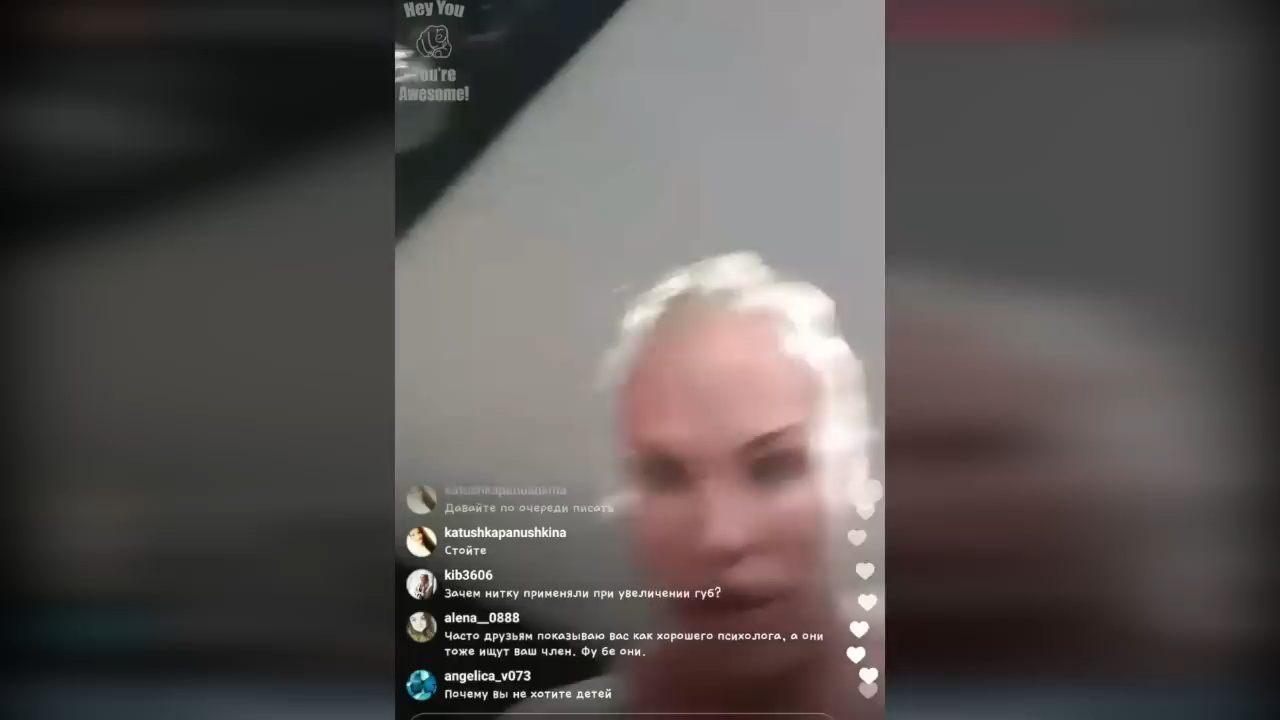 Hey You
You're
Awesome!
katushkapanushkina
Давайте по очереди писать
katushkapanushkina
Стойте
kib3606
Зачем нитку применяли при увеличении губ?
alena__0888
Часто друзьям показываю вас как хорошего психолога, а они
тоже ищут ваш член. Фу бе они.
angelica_v073
Почему вы не хотите детей